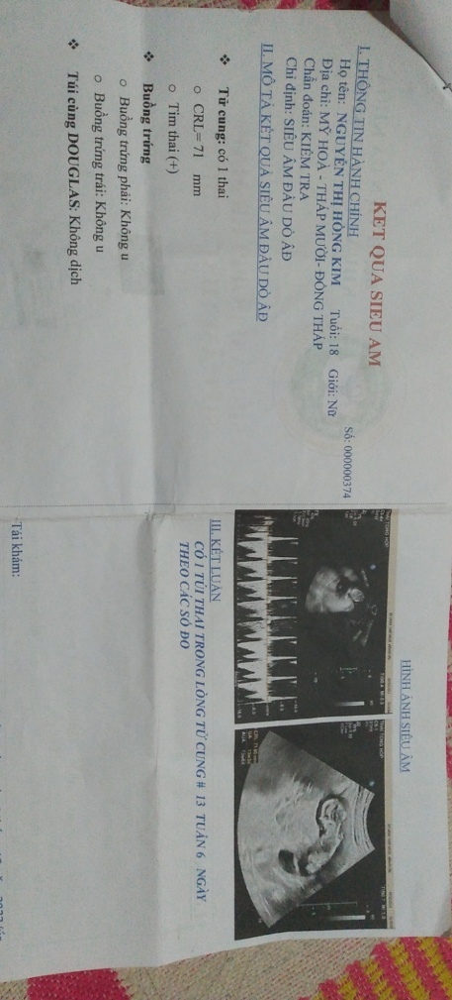 KẾT QUẢ SIÊU ÂM
Số: 000000374
I. THÔNG TIN HÀNH CHÍNH
Họ tên: NGUYỄN THỊ HỒNG KIM Tuổi: 18 Giới: Nữ
Địa chỉ: MỸ HOÀ - THÁP MƯỜI- ĐỒNG THÁP
Chẩn đoán: KIỂM TRA
Chỉ định: SIÊU ÂM ĐẦU DÒ ÂĐ
II. MÔ TẢ KẾT QUẢ SIÊU ÂM ĐẦU DÒ ÂĐ
❖ Tử cung: có 1 thai
o CRL= 71 mm
o Tim thai (+)
❖ Buồng trứng
o Buồng trứng phải: Không u
o Buồng trứng trái: Không u
❖ Túi cùng DOUGLAS: Không dịch
HÌNH ẢNH SIÊU ÂM
III. KẾT LUẬN
CÓ 1 TÚI THAI TRONG LÒNG TỬ CUNG # 13 TUẦN 6 NGÀY
THEO CÁC SỐ ĐO
Tái khám: